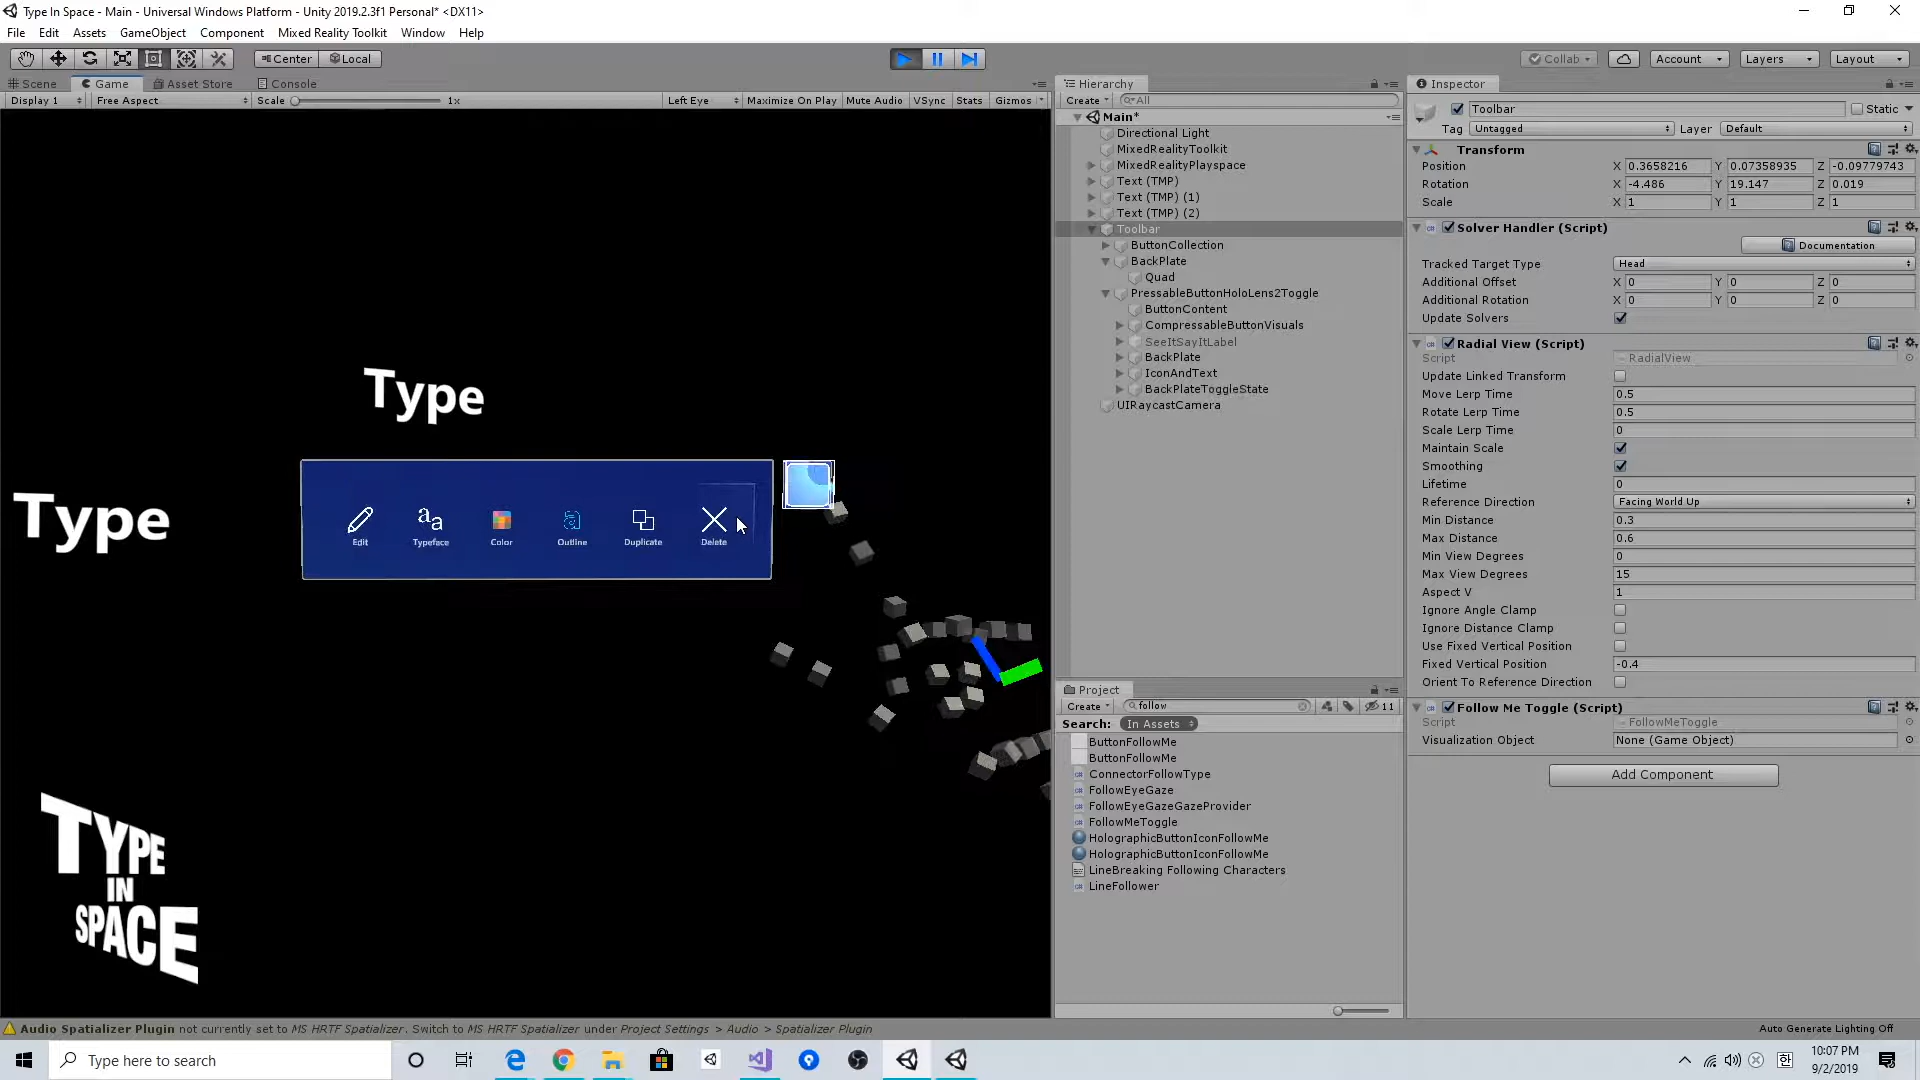 Type In Space - Main - Universal Windows Platform - Unity 2019.2.3f1 Personal* <DX11>
File Edit Assets GameObject Component Mixed Reality Toolkit Window Help
Center Local
Collab Account Layers Layout
Scene Game Asset Store Console
Display 1 Free Aspect Scale 1x Left Eye Maximize On Play Mute Audio VSync Stats Gizmos
Type
Type
Edit Typeface Color Outline Duplicate Delete
TYPE
IN
SPACE
Hierarchy
Create All
Main*
Directional Light
MixedRealityToolkit
MixedRealityPlayspace
Text (TMP)
Text (TMP) (1)
Text (TMP) (2)
Toolbar
ButtonCollection
BackPlate
Quad
PressableButtonHoloLens2Toggle
ButtonContent
CompressableButtonVisuals
SeeItSayItLabel
BackPlate
IconAndText
BackPlateToggleState
UIRaycastCamera
Project
Create follow 11
Search: In Assets
ButtonFollowMe
ButtonFollowMe
ConnectorFollowType
FollowEyeGaze
FollowEyeGazeGazeProvider
FollowMeToggle
HolographicButtonIconFollowMe
HolographicButtonIconFollowMe
LineBreaking Following Characters
LineFollower
Inspector
Toolbar Static
Tag Untagged Layer Default
Transform
Position X 0.3658216 Y 0.07358935 Z -0.09779743
Rotation X -4.486 Y 19.147 Z 0.019
Scale X 1 Y 1 Z 1
Solver Handler (Script)
Documentation
Tracked Target Type Head
Additional Offset X 0 Y 0 Z 0
Additional Rotation X 0 Y 0 Z 0
Update Solvers
Radial View (Script)
Script RadialView
Update Linked Transform
Move Lerp Time 0.5
Rotate Lerp Time 0.5
Scale Lerp Time 0
Maintain Scale
Smoothing
Lifetime 0
Reference Direction Facing World Up
Min Distance 0.3
Max Distance 0.6
Min View Degrees 0
Max View Degrees 15
Aspect V 1
Ignore Angle Clamp
Ignore Distance Clamp
Use Fixed Vertical Position
Fixed Vertical Position -0.4
Orient To Reference Direction
Follow Me Toggle (Script)
Script FollowMeToggle
Visualization Object None (Game Object)
Add Component
Audio Spatializer Plugin not currently set to MS HRTF Spatializer. Switch to MS HRTF Spatializer under Project Settings > Audio > Spatializer Plugin
Auto Generate Lighting Off
Type here to search
한
10:07 PM
9/2/2019